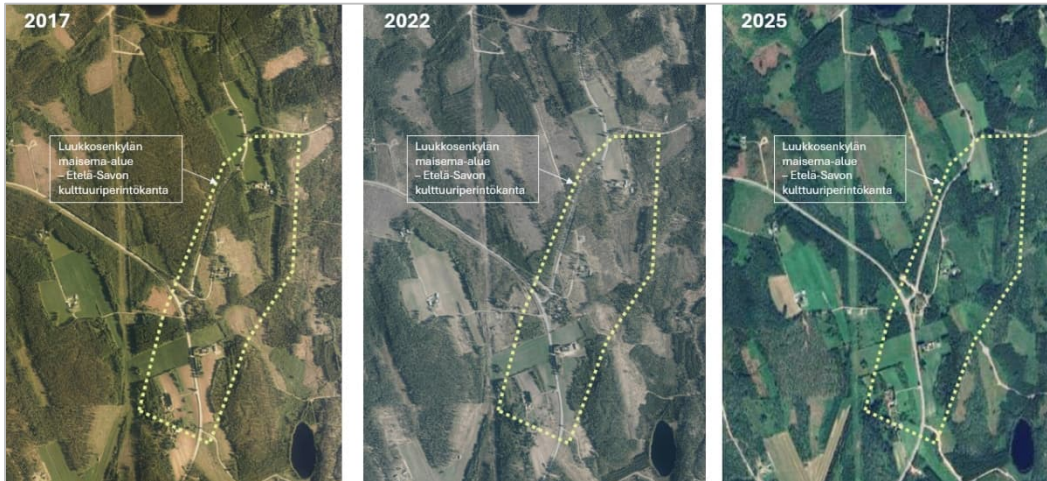 2017
Luukkosenkylän
maisema-alue
– Etelä-Savon
kulttuuriperintökanta
2022
Luukkosenkylän
maisema-alue
– Etelä-Savon
kulttuuriperintökanta
2025
Luukkosenkylän
maisema-alue
– Etelä-Savon
kulttuuriperintökanta